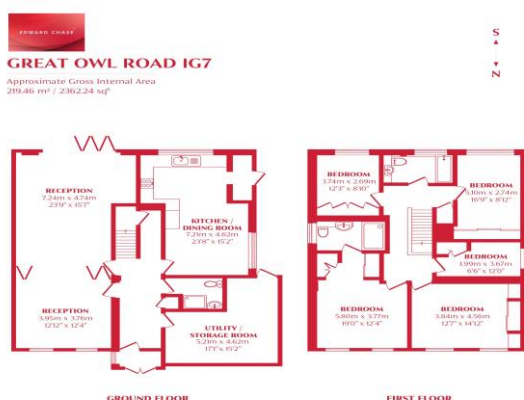 EDWARD CHASE
GREAT OWL ROAD IG7
Approximate Gross Internal Area
219.46 m² / 2362.24 sqft
S
N
RECEPTION
7.24m x 4.74m
23'9" x 15'7"
KITCHEN /
DINING ROOM
7.21m x 4.62m
23'8" x 15'2"
RECEPTION
3.95m x 3.76m
12'12" x 12'4"
UTILITY /
STORAGE ROOM
5.21m x 4.62m
17'1" x 15'2"
GROUND FLOOR
BEDROOM
3.74m x 2.69m
12'3" x 8'10"
BEDROOM
5.10m x 2.74m
16'9" x 8'12"
BEDROOM
1.99m x 3.67m
6'6" x 12'0"
BEDROOM
5.80m x 3.77m
19'0" x 12'4"
BEDROOM
3.84m x 4.56m
12'7" x 14'12"
FIRST FLOOR